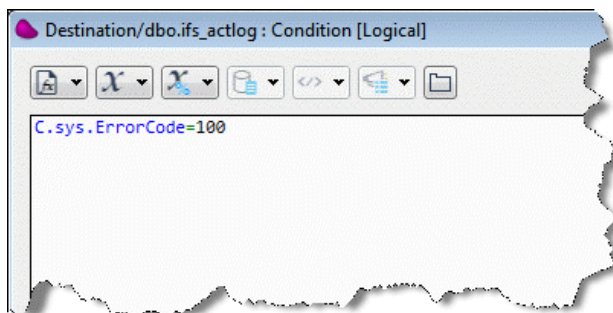 Destination/dbo.ifs_actlog : Condition [Logical]
C.sys.ErrorCode=100